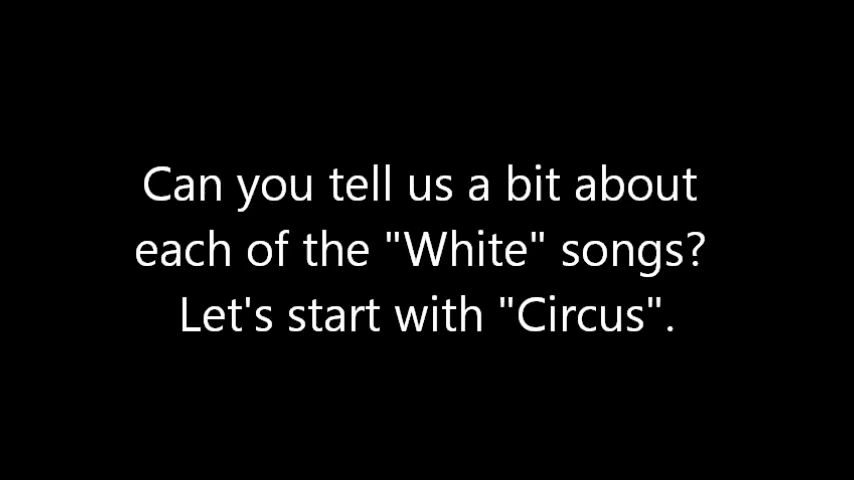 Can you tell us a bit about
each of the "White" songs?
Let's start with "Circus".